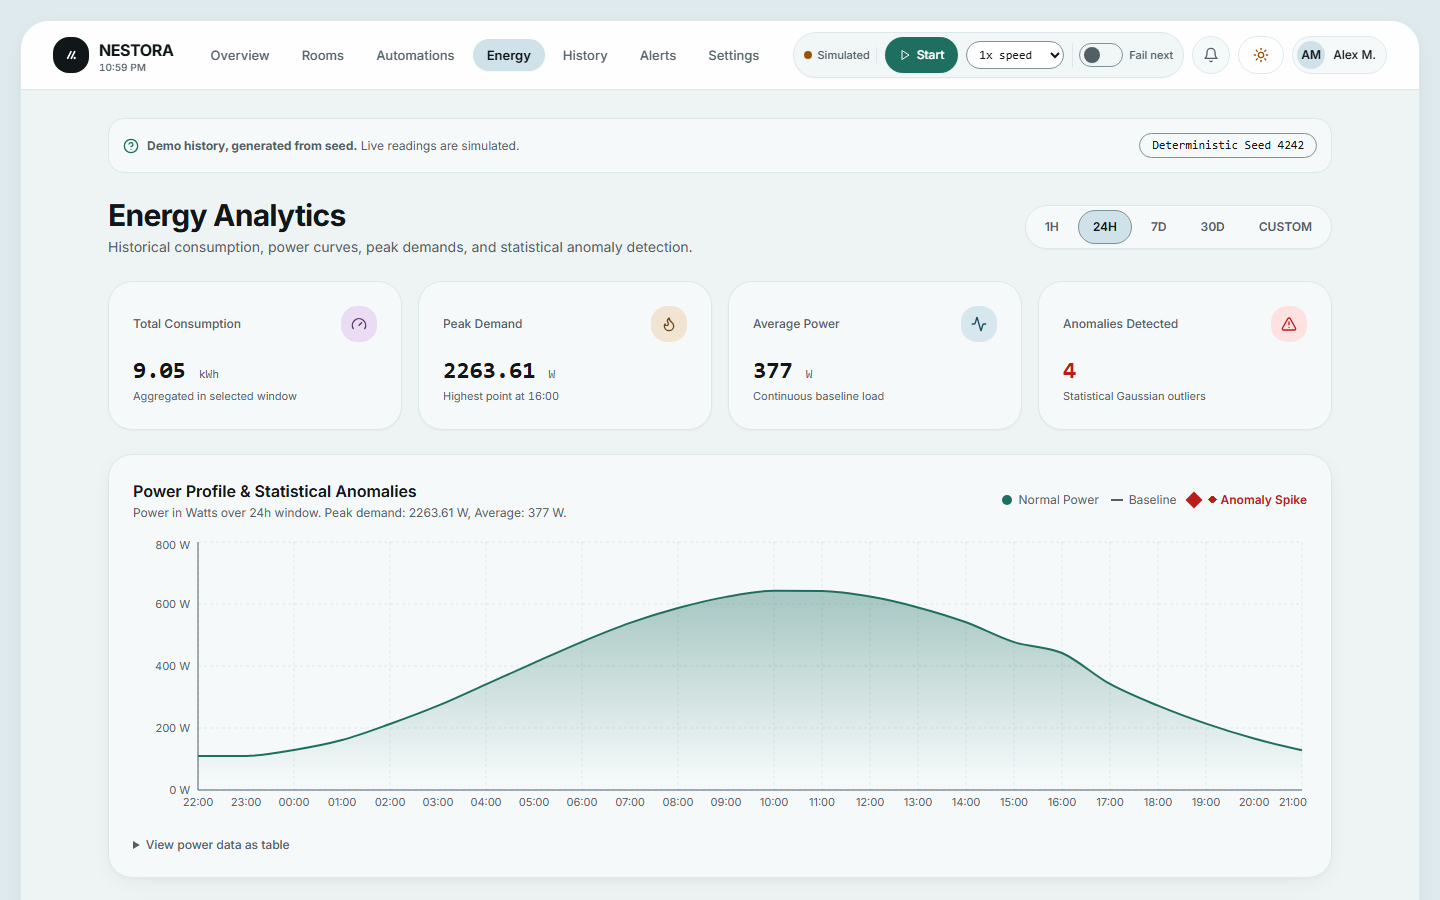 NESTORA
10:59 PM
Overview
Rooms
Automations
Energy
History
Alerts
Settings
Simulated
Start
1x speed
Fail next
AM
Alex M.
Demo history, generated from seed. Live readings are simulated.
Deterministic Seed 4242
Energy Analytics
Historical consumption, power curves, peak demands, and statistical anomaly detection.
1H
24H
7D
30D
CUSTOM
Total Consumption
9.05 kWh
Aggregated in selected window
Peak Demand
2263.61 W
Highest point at 16:00
Average Power
377 W
Continuous baseline load
Anomalies Detected
4
Statistical Gaussian outliers
Power Profile & Statistical Anomalies
Power in Watts over 24h window. Peak demand: 2263.61 W, Average: 377 W.
Normal Power
Baseline
Anomaly Spike
800 W
600 W
400 W
200 W
0 W
22:00 23:00 00:00 01:00 02:00 03:00 04:00 05:00 06:00 07:00 08:00 09:00 10:00 11:00 12:00 13:00 14:00 15:00 16:00 17:00 18:00 19:00 20:00 21:00
View power data as table